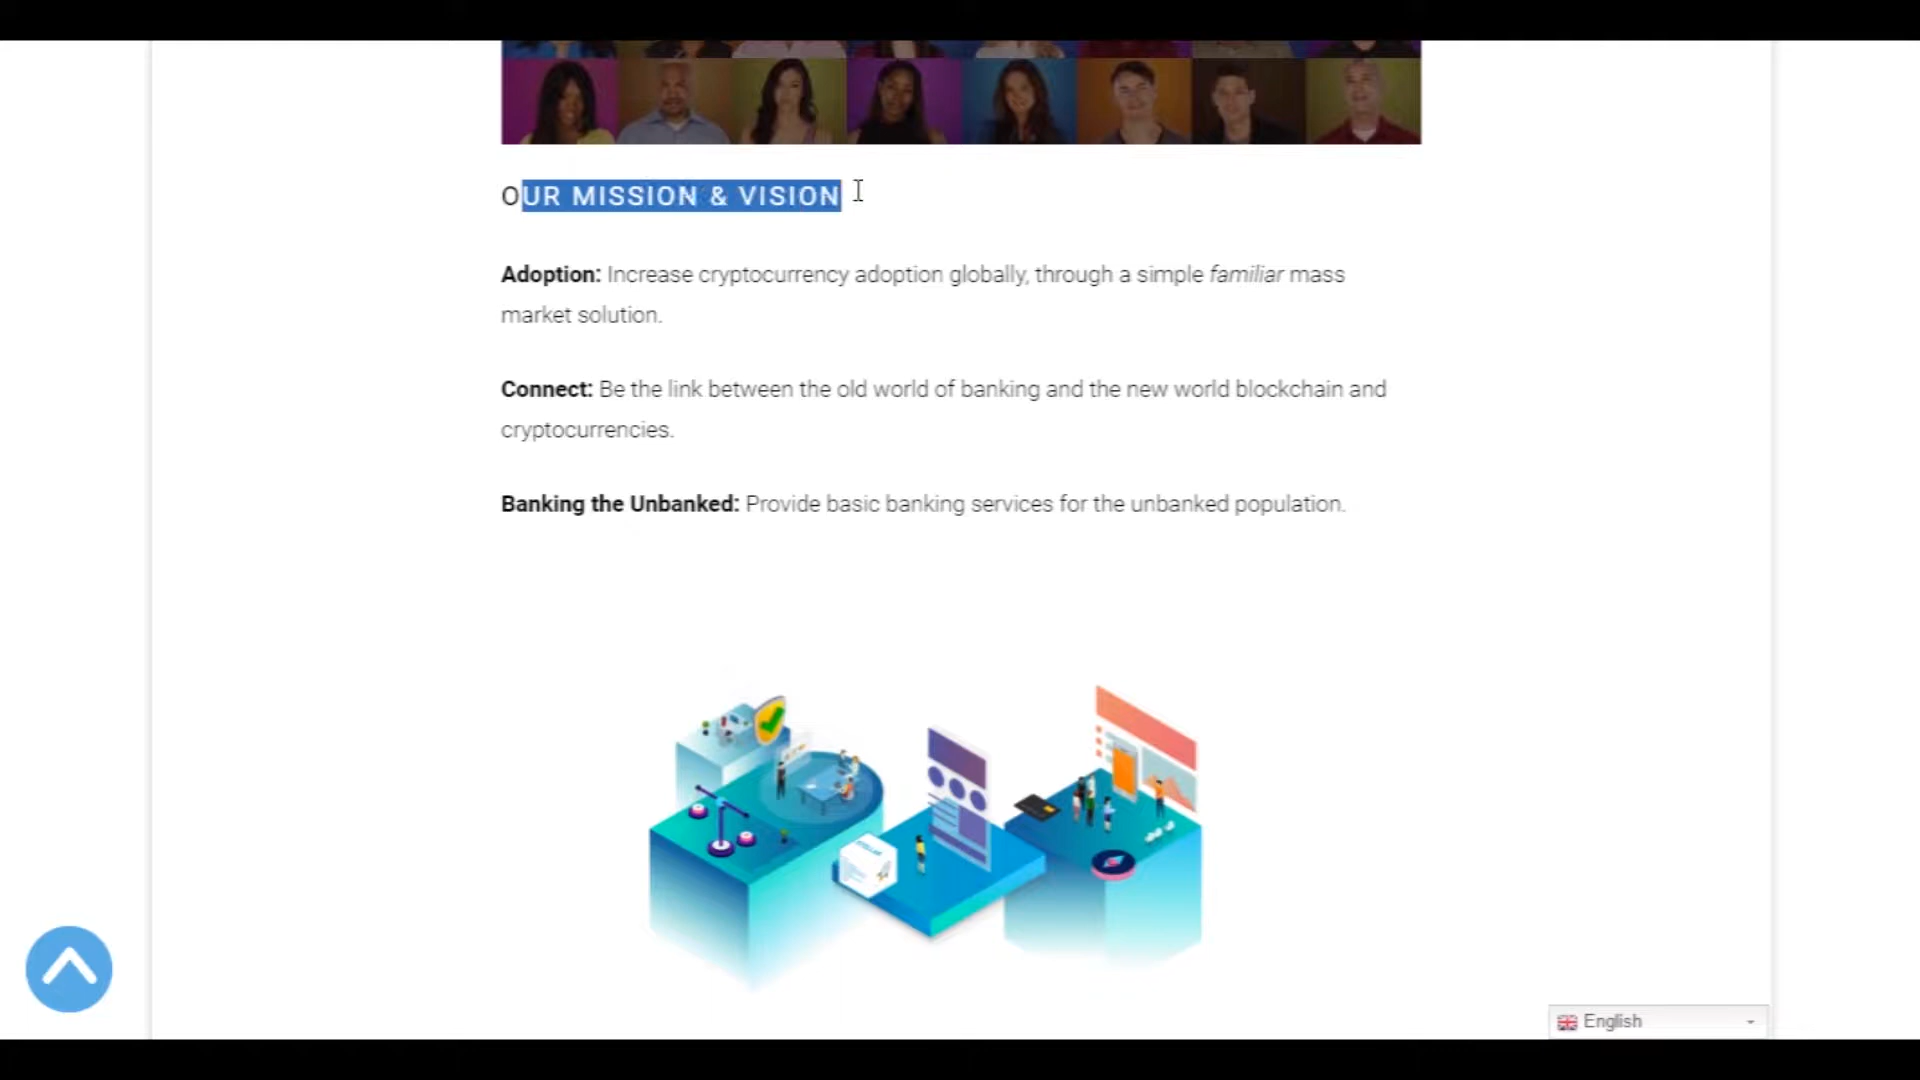 OUR MISSION & VISION
Adoption: Increase cryptocurrency adoption globally, through a simple familiar mass
market solution.
Connect: Be the link between the old world of banking and the new world blockchain and
cryptocurrencies.
Banking the Unbanked: Provide basic banking services for the unbanked population.
English